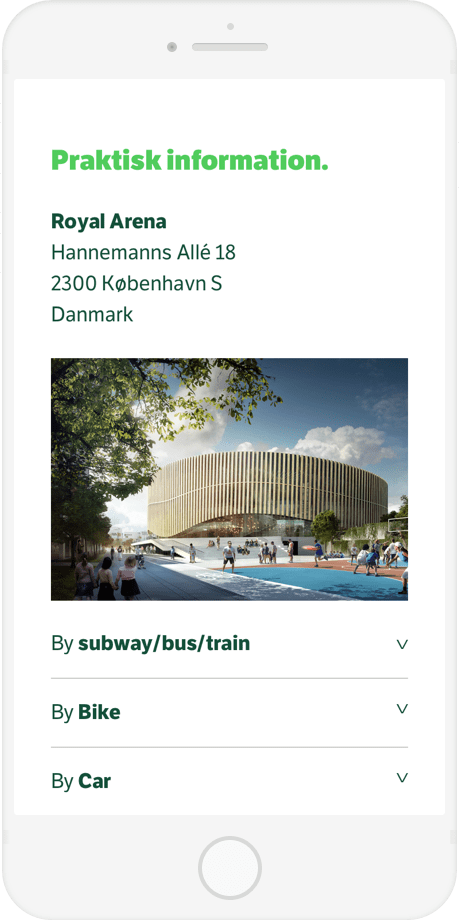 Praktisk information.
Royal Arena
Hannemanns Allé 18
2300 København S
Danmark
By subway/bus/train
By Bike
By Car